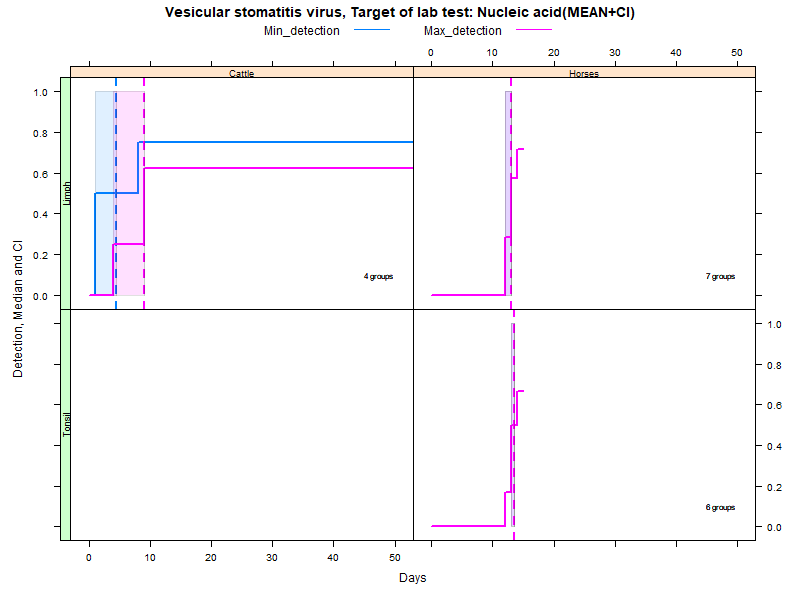 Vesicular stomatitis virus, Target of lab test: Nucleic acid(MEAN+CI)
Min_detection Max_detection
0 10 20 30 40 50
Cattle Horses
1.0
0.8
0.6
0.4
0.2
0.0
Limph
4 groups 7 groups
Detection, Median and CI
Tonsil
1.0
0.8
0.6
0.4
0.2
0.0
6 groups
0 10 20 30 40 50
Days